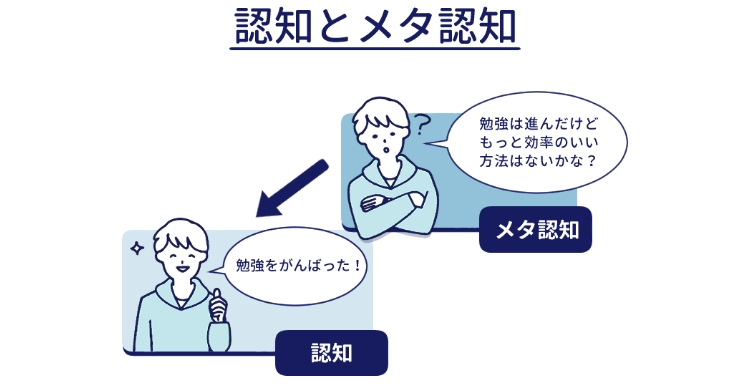 認知とメタ認知
?
勉強は進んだけど
もっと効率のいい
方法はないかな？
メタ認知
勉強をがんばった！
認知